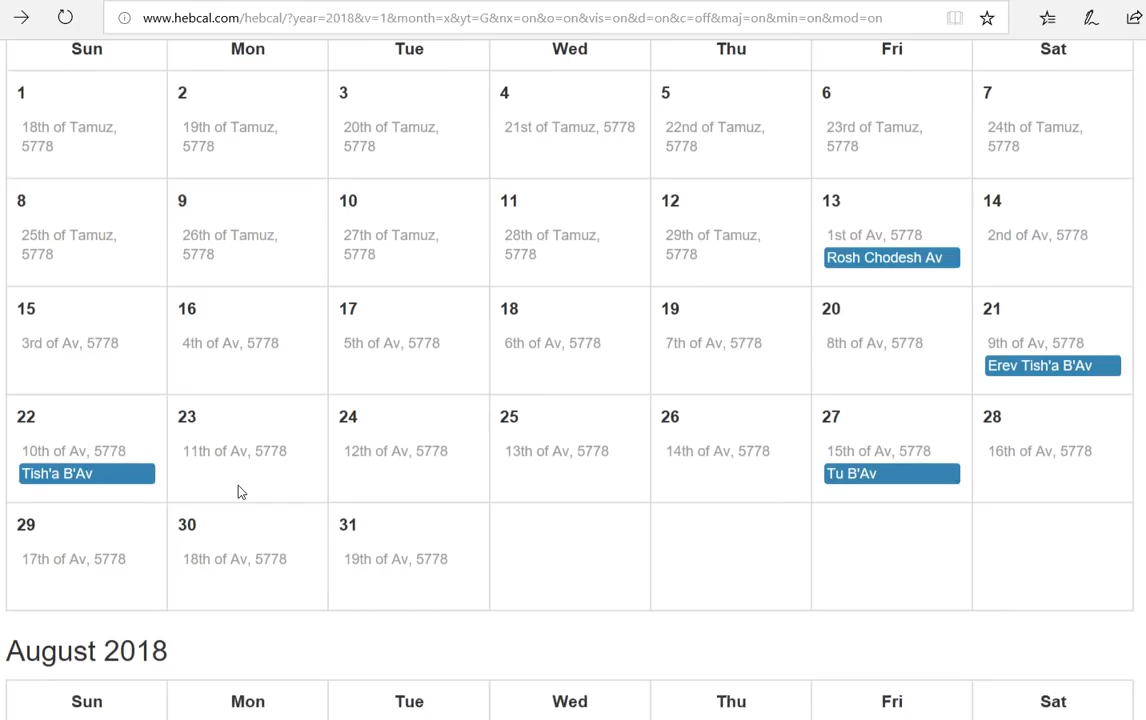 www.hebcal.com/hebcal/?year=2018&v=1&month=x&yt=G&nx=on&o=on&vis=on&d=on&c=off&maj=on&min=on&mod=on
Sun Mon Tue Wed Thu Fri Sat
1 2 3 4 5 6 7
18th of Tamuz, 19th of Tamuz, 20th of Tamuz, 21st of Tamuz, 5778 22nd of Tamuz, 23rd of Tamuz, 24th of Tamuz,
5778 5778 5778 5778 5778 5778
8 9 10 11 12 13 14
25th of Tamuz, 26th of Tamuz, 27th of Tamuz, 28th of Tamuz, 29th of Tamuz, 1st of Av, 5778 2nd of Av, 5778
5778 5778 5778 5778 5778 Rosh Chodesh Av
15 16 17 18 19 20 21
3rd of Av, 5778 4th of Av, 5778 5th of Av, 5778 6th of Av, 5778 7th of Av, 5778 8th of Av, 5778 9th of Av, 5778
Erev Tish'a B'Av
22 23 24 25 26 27 28
10th of Av, 5778 11th of Av, 5778 12th of Av, 5778 13th of Av, 5778 14th of Av, 5778 15th of Av, 5778 16th of Av, 5778
Tish'a B'Av Tu B'Av
29 30 31
17th of Av, 5778 18th of Av, 5778 19th of Av, 5778
August 2018
Sun Mon Tue Wed Thu Fri Sat